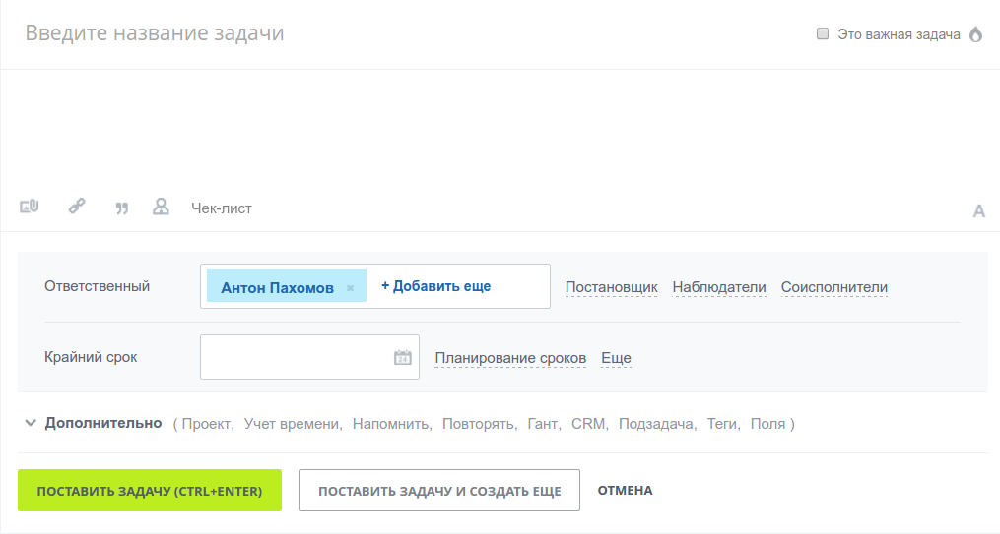 Введите название задачи
Это важная задача
Чек-лист
A
Ответственный
Антон Пахомов × + Добавить еще
Постановщик Наблюдатели Соисполнители
Крайний срок
24
Планирование сроков Еще
Дополнительно ( Проект, Учет времени, Напомнить, Повторять, Гант, CRM, Подзадача, Теги, Поля )
ПОСТАВИТЬ ЗАДАЧУ (CTRL+ENTER) ПОСТАВИТЬ ЗАДАЧУ И СОЗДАТЬ ЕЩЕ ОТМЕНА